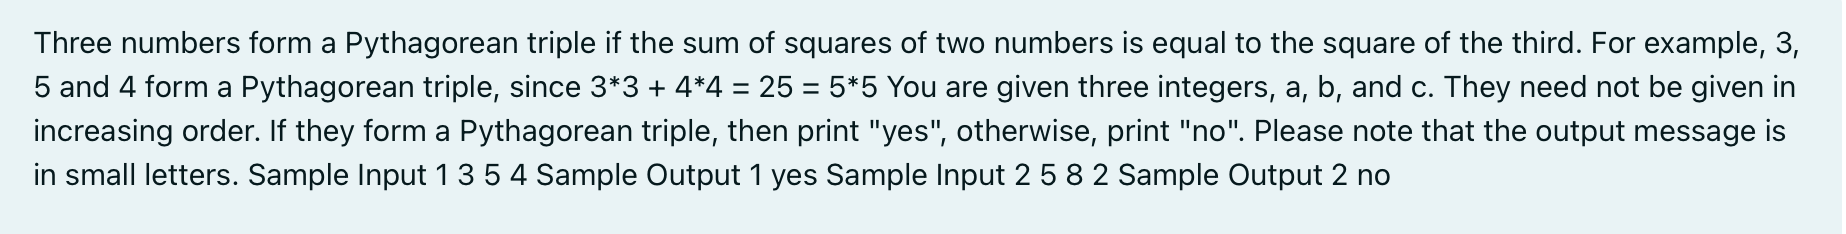 Three numbers form a Pythagorean triple if the sum of squares of two numbers is equal to the square of the third. For example, 3,
5 and 4 form a Pythagorean triple, since 3*3 + 4*4 = 25 = 5*5 You are given three integers, a, b, and c. They need not be given in
increasing order. If they form a Pythagorean triple, then print "yes", otherwise, print "no". Please note that the output message is
in small letters. Sample Input 1 3 5 4 Sample Output 1 yes Sample Input 2 5 8 2 Sample Output 2 no